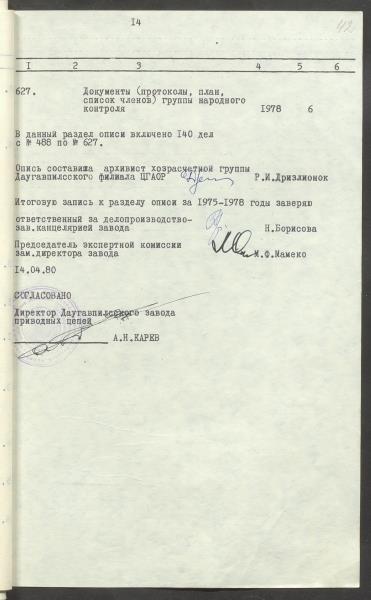 I4
42
I 2 3 4 5 6
627. Документы (протоколы, план,
список членов) группы народного
контроля I978 6
В данный раздел описи включено I40 дел
с № 488 по № 627.
Опись составила архивист хозрасчетной группы
Даугавпилсского филиала ЦГАОР Р.И.Дризлионок
Итоговую запись к разделу описи за I975-I978 годы заверяю
ответственный за делопроизводство-
зав.канцелярией завода Н.Борисова
Председатель экспертной комиссии
зам.директора завода М.Ф.Мамеко
I4.04.80
СОГЛАСОВАНО
Директор Даугавпилсского завода
приводных цепей
А.Н.КАРЕВ